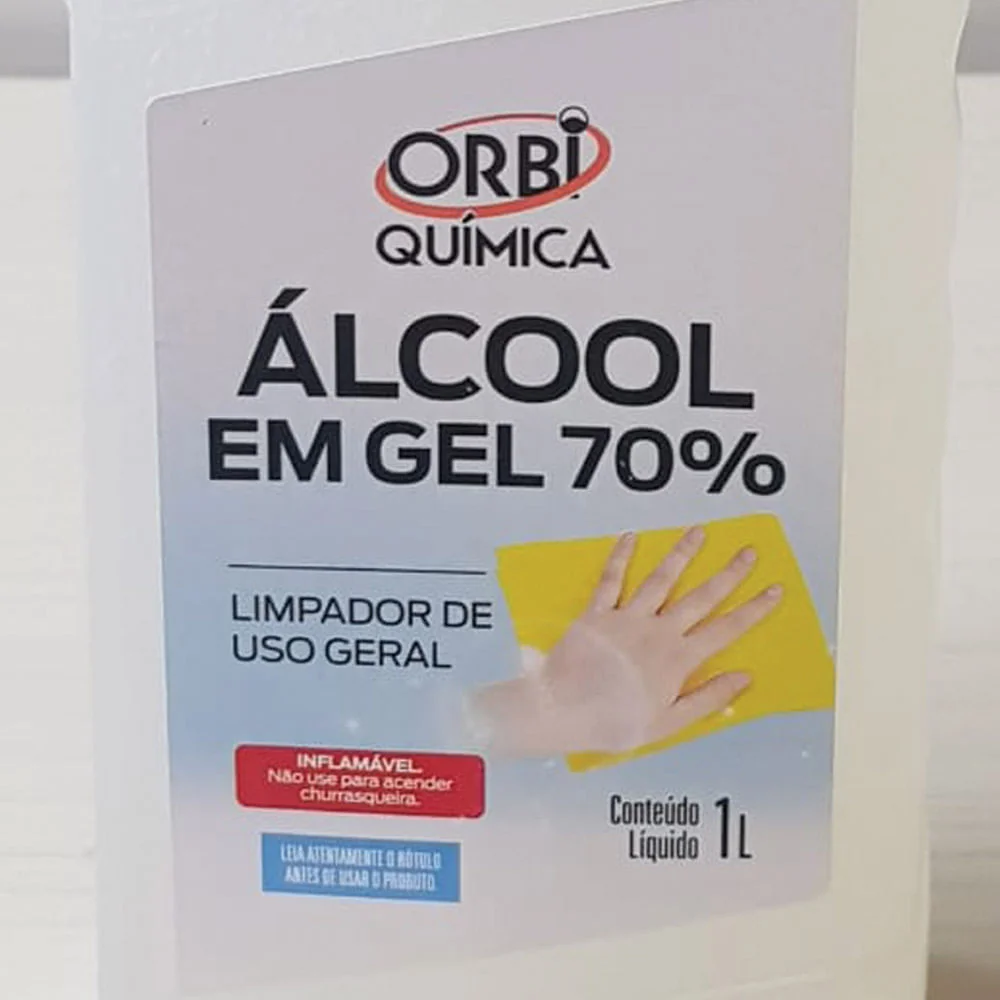 ORBI
QUÍMICA
ÁLCOOL
EM GEL 70%
LIMPADOR DE
USO GERAL
INFLAMÁVEL.
Não use para acender
churrasqueira.
LEIA ATENTAMENTE O RÓTULO
ANTES DE USAR O PRODUTO.
Conteúdo
Líquido 1L